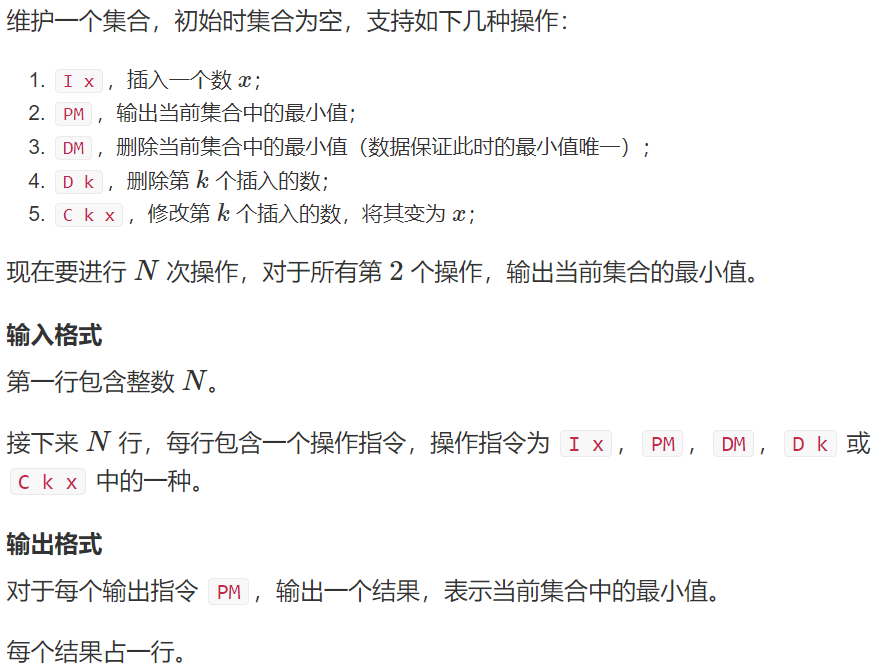 维护一个集合，初始时集合为空，支持如下几种操作：
1. I x，插入一个数 x；
2. PM，输出当前集合中的最小值；
3. DM，删除当前集合中的最小值（数据保证此时的最小值唯一）；
4. D k，删除第 k 个插入的数；
5. C k x，修改第 k 个插入的数，将其变为 x；
现在要进行 N 次操作，对于所有第 2 个操作，输出当前集合的最小值。
输入格式
第一行包含整数 N。
接下来 N 行，每行包含一个操作指令，操作指令为 I x，PM，DM，D k 或
C k x 中的一种。
输出格式
对于每个输出指令 PM，输出一个结果，表示当前集合中的最小值。
每个结果占一行。